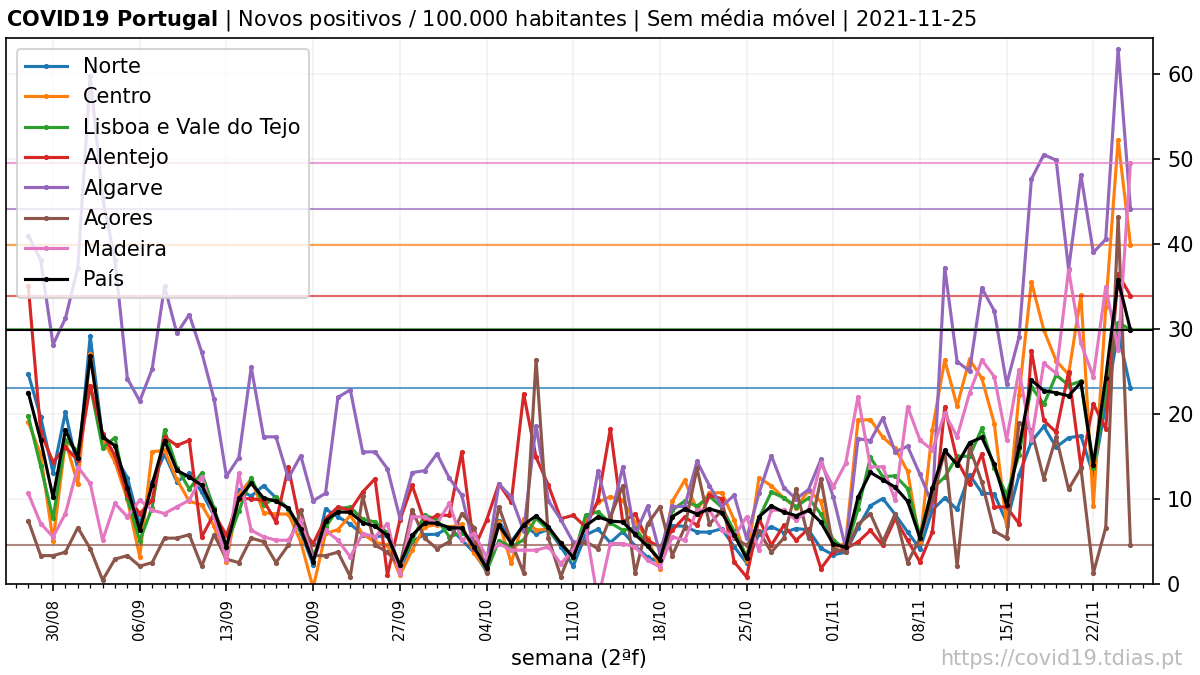 COVID19 Portugal | Novos positivos / 100.000 habitantes | Sem média móvel | 2021-11-25
Norte
Centro
Lisboa e Vale do Tejo
Alentejo
Algarve
Açores
Madeira
País
60
50
40
30
20
10
0
30/08
06/09
13/09
20/09
27/09
04/10
11/10
18/10
25/10
01/11
08/11
15/11
22/11
semana (2ªf)
https://covid19.tdias.pt